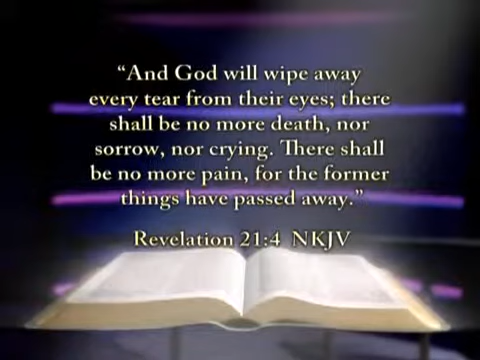 “And God will wipe away
every tear from their eyes; there
shall be no more death, nor
sorrow, nor crying. There shall
be no more pain, for the former
things have passed away.”
Revelation 21:4 NKJV